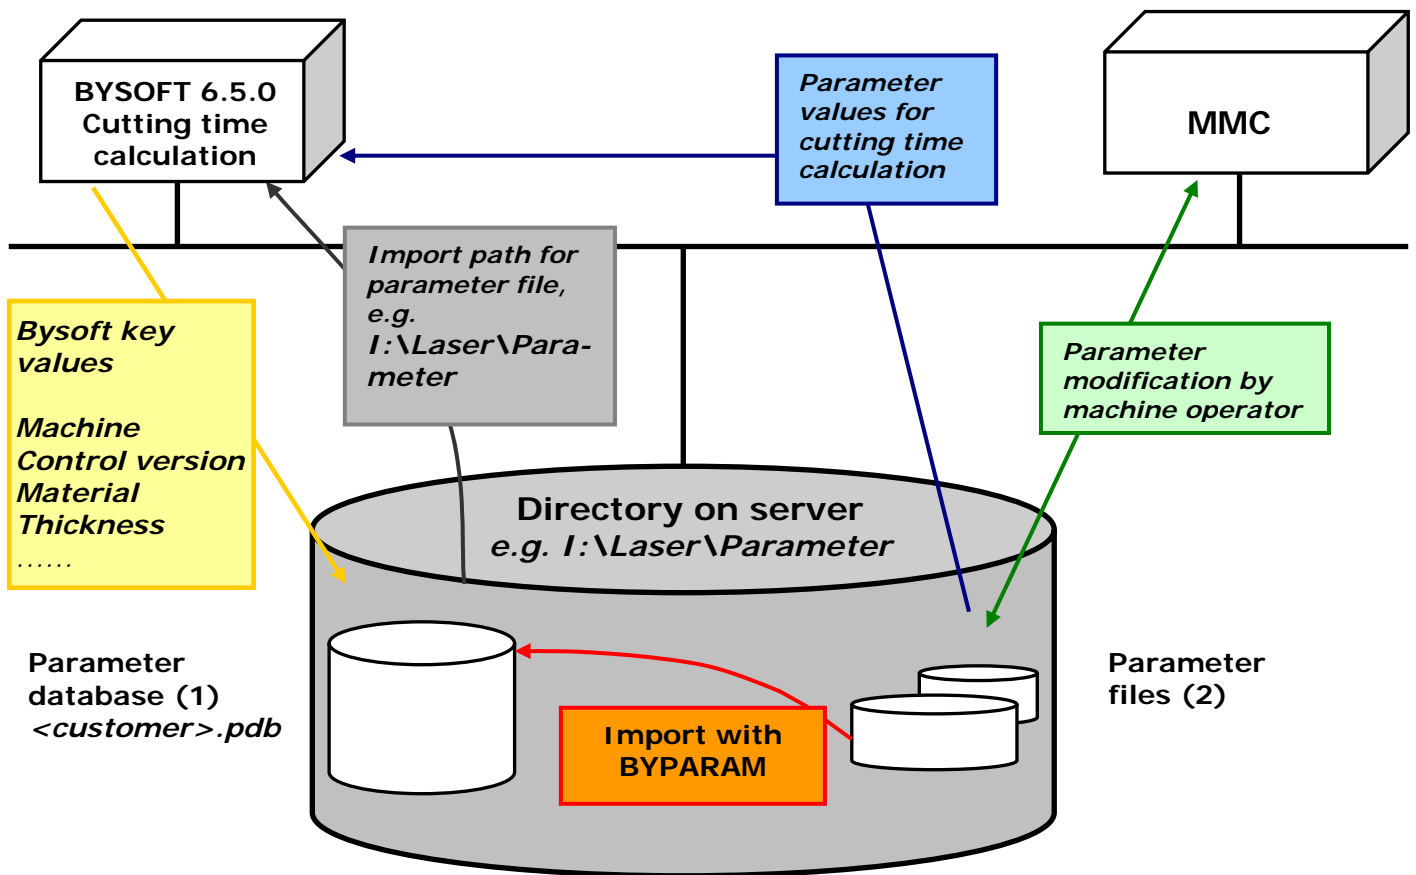 BYSOFT 6.5.0
Cutting time
calculation
Parameter
values for
cutting time
calculation
MMC
Import path for
parameter file,
e.g.
I:\Laser\Para-
meter
Bysoft key
values
Machine
Control version
Material
Thickness
......
Parameter
modification by
machine operator
Directory on server
e.g. I:\Laser\Parameter
Parameter
database (1)
<customer>.pdb
Import with
BYPARAM
Parameter
files (2)